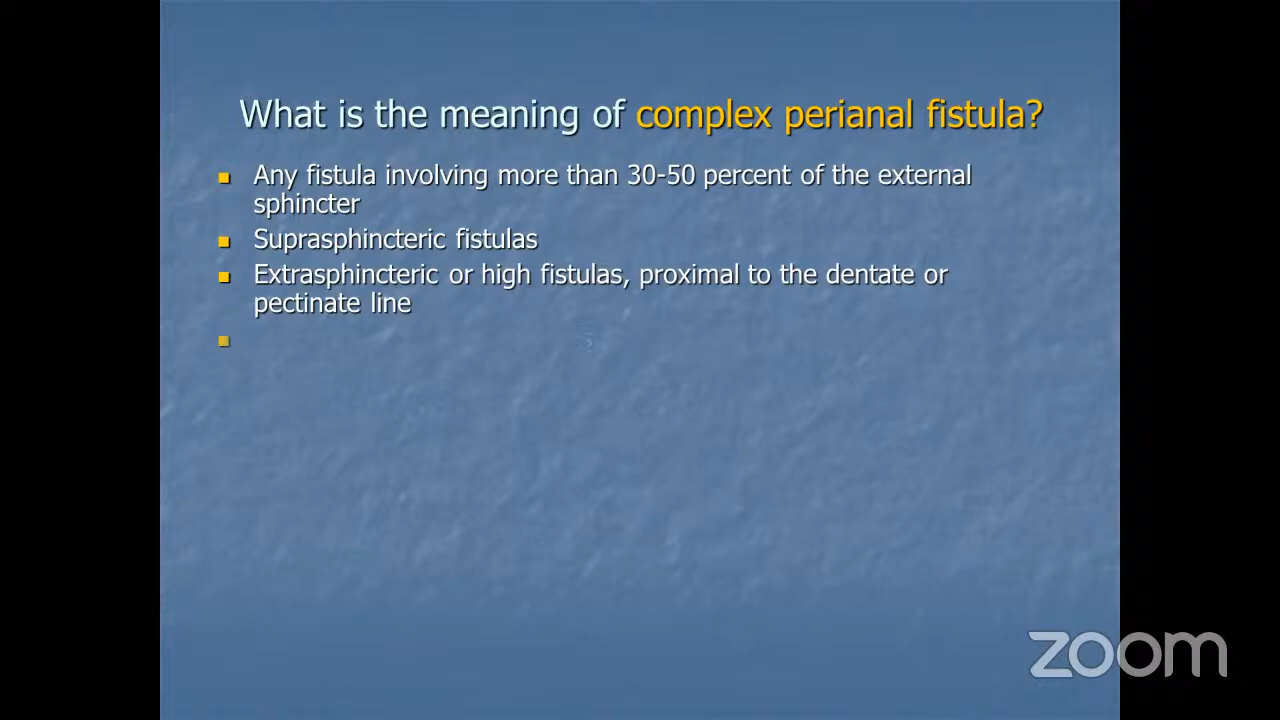 What is the meaning of complex perianal fistula?
Any fistula involving more than 30-50 percent of the external
sphincter
Suprasphincteric fistulas
Extrasphincteric or high fistulas, proximal to the dentate or
pectinate line
zoom